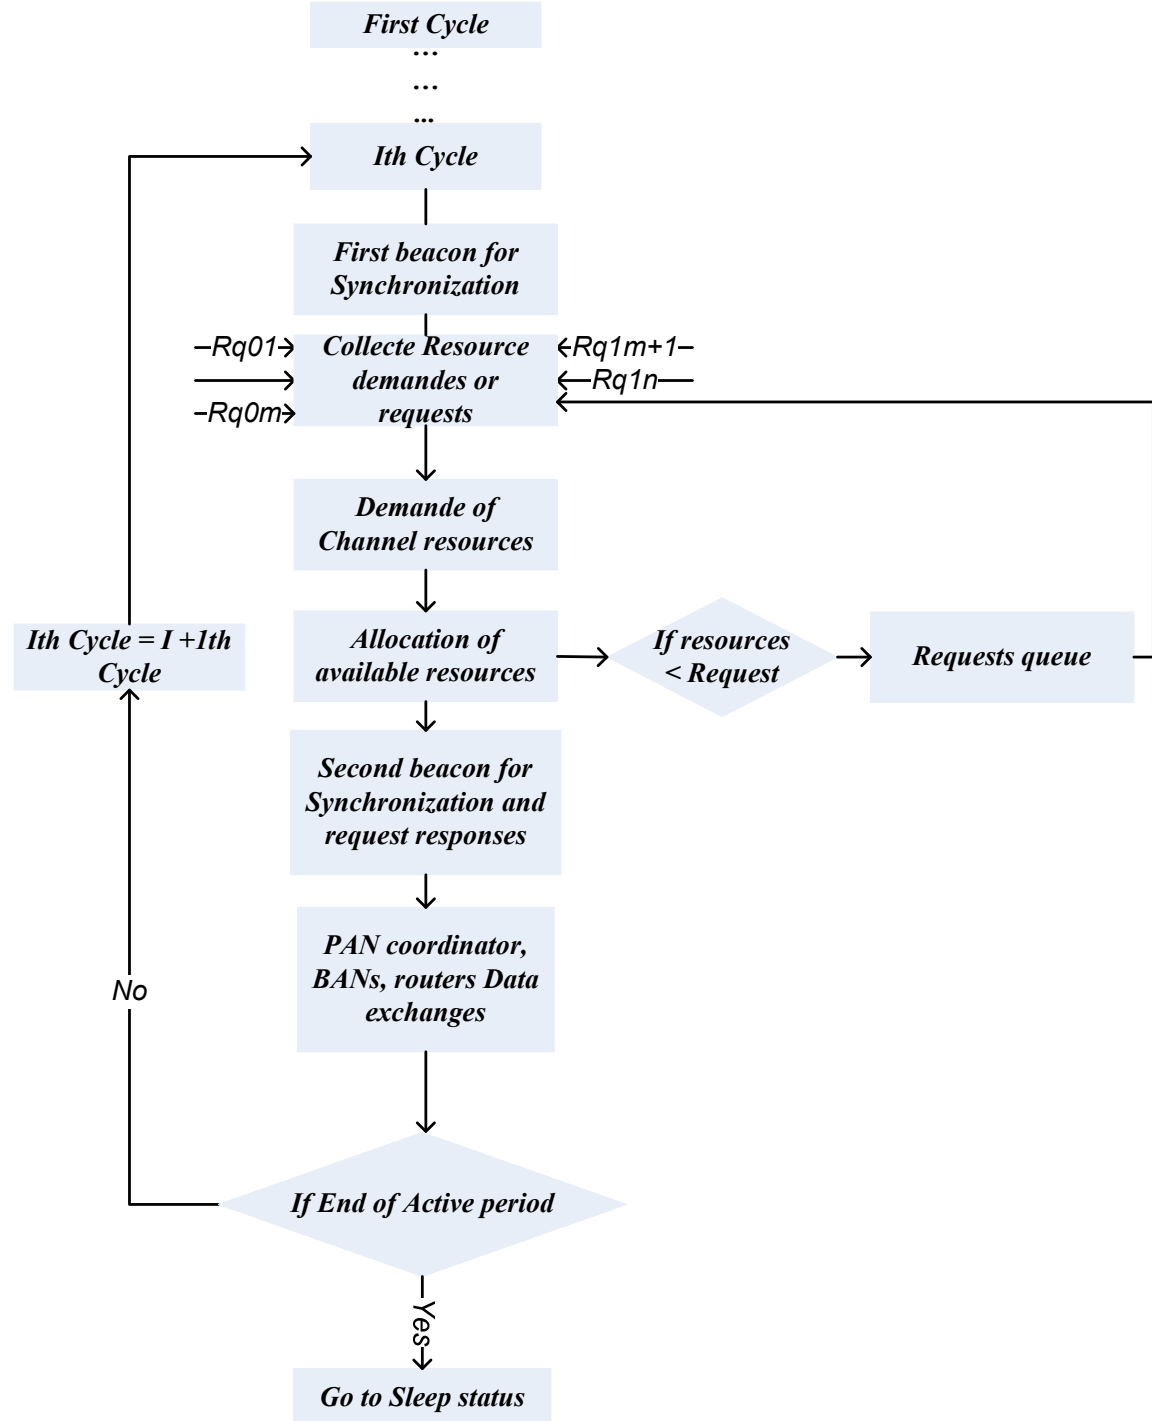 First Cycle
...
...
...
Ith Cycle
First beacon for
Synchronization
Rq01
Collecte Resource
demandes or
requests
Rq1m+1
Rq1n
Rq0m
Demande of
Channel resources
Allocation of
available resources
If resources
< Request
Requests queue
Ith Cycle = I +1th
Cycle
Second beacon for
Synchronization and
request responses
PAN coordinator,
BANs, routers Data
exchanges
No
If End of Active period
Yes
Go to Sleep status